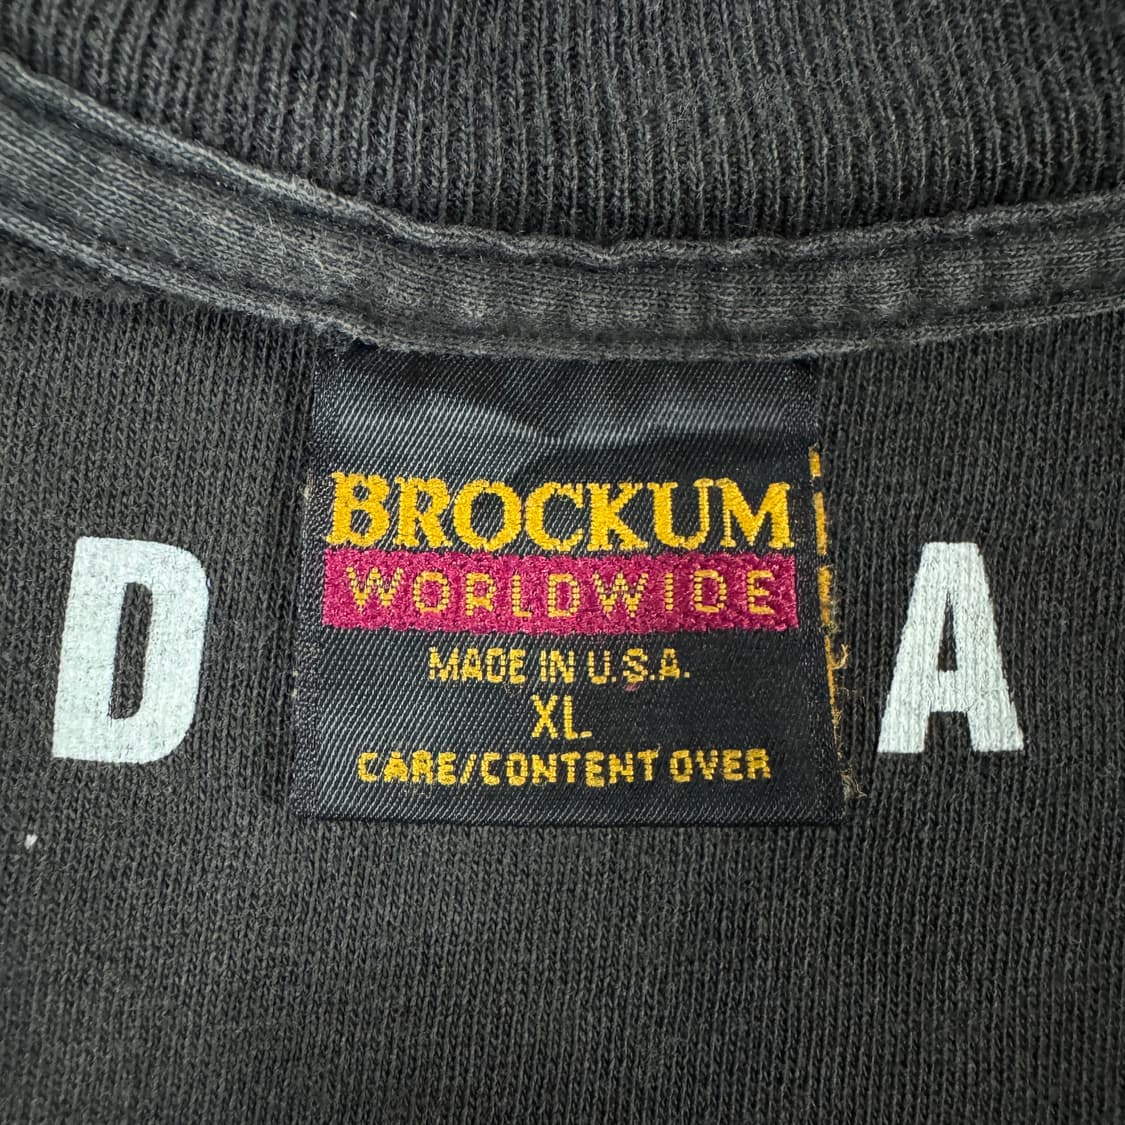 BROCKUM
WORLDWIDE
D A
MADE IN U.S.A.
XL
CARE/CONTENT OVER